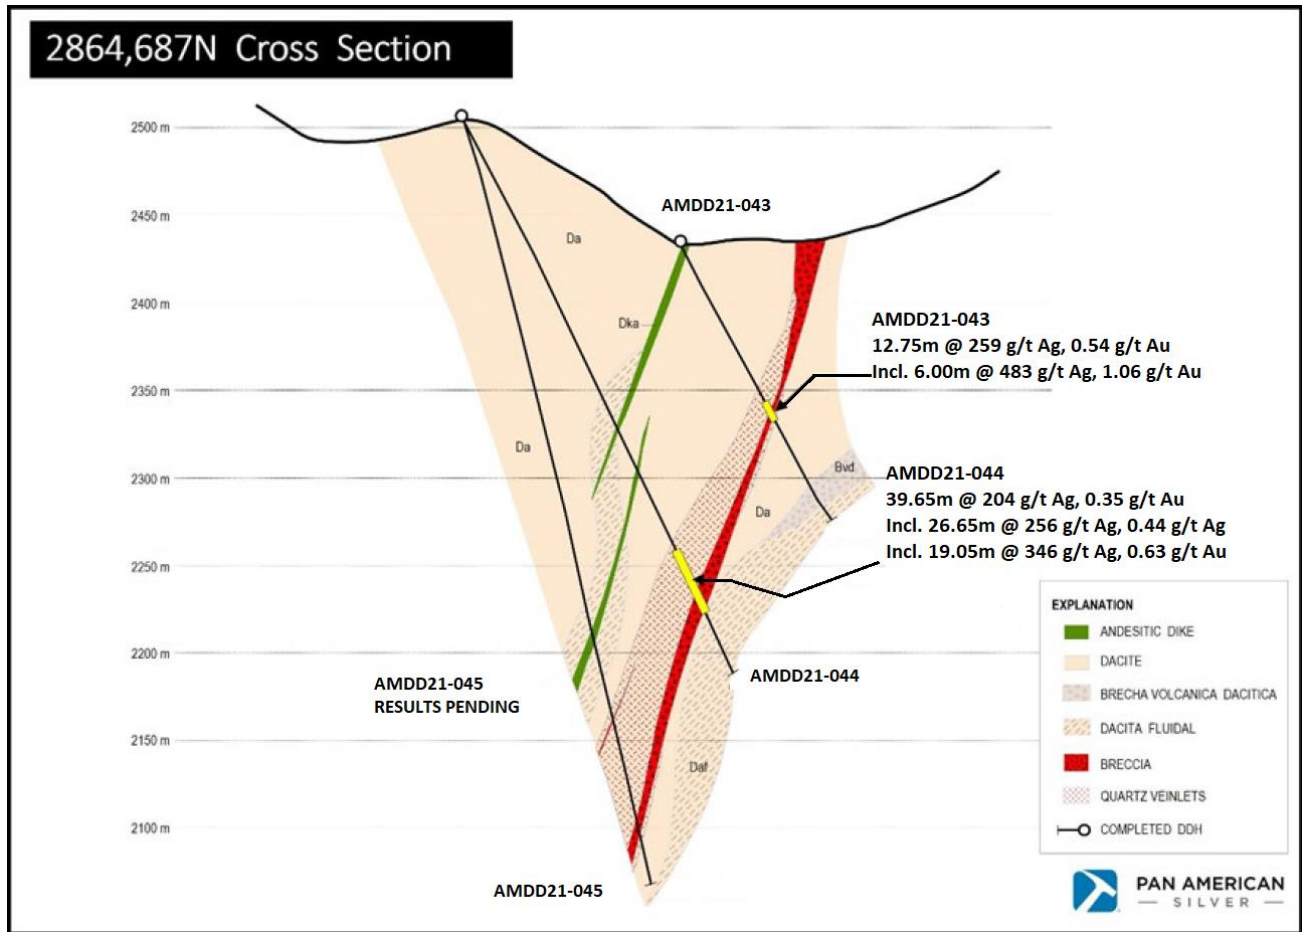 2864,687N Cross Section
2500 m
2450 m
2400 m
2350 m
2300 m
2250 m
2200 m
2150 m
2100 m
AMDD21-043
Da
Dka
Da
Da
Bvd
Daf
AMDD21-043
12.75m @ 259 g/t Ag, 0.54 g/t Au
Incl. 6.00m @ 483 g/t Ag, 1.06 g/t Au
AMDD21-044
39.65m @ 204 g/t Ag, 0.35 g/t Au
Incl. 26.65m @ 256 g/t Ag, 0.44 g/t Ag
Incl. 19.05m @ 346 g/t Ag, 0.63 g/t Au
AMDD21-044
AMDD21-045
RESULTS PENDING
AMDD21-045
EXPLANATION
ANDESITIC DIKE
DACITE
BRECHA VOLCANICA DACITICA
DACITA FLUIDAL
BRECCIA
QUARTZ VEINLETS
COMPLETED DDH
PAN AMERICAN
SILVER